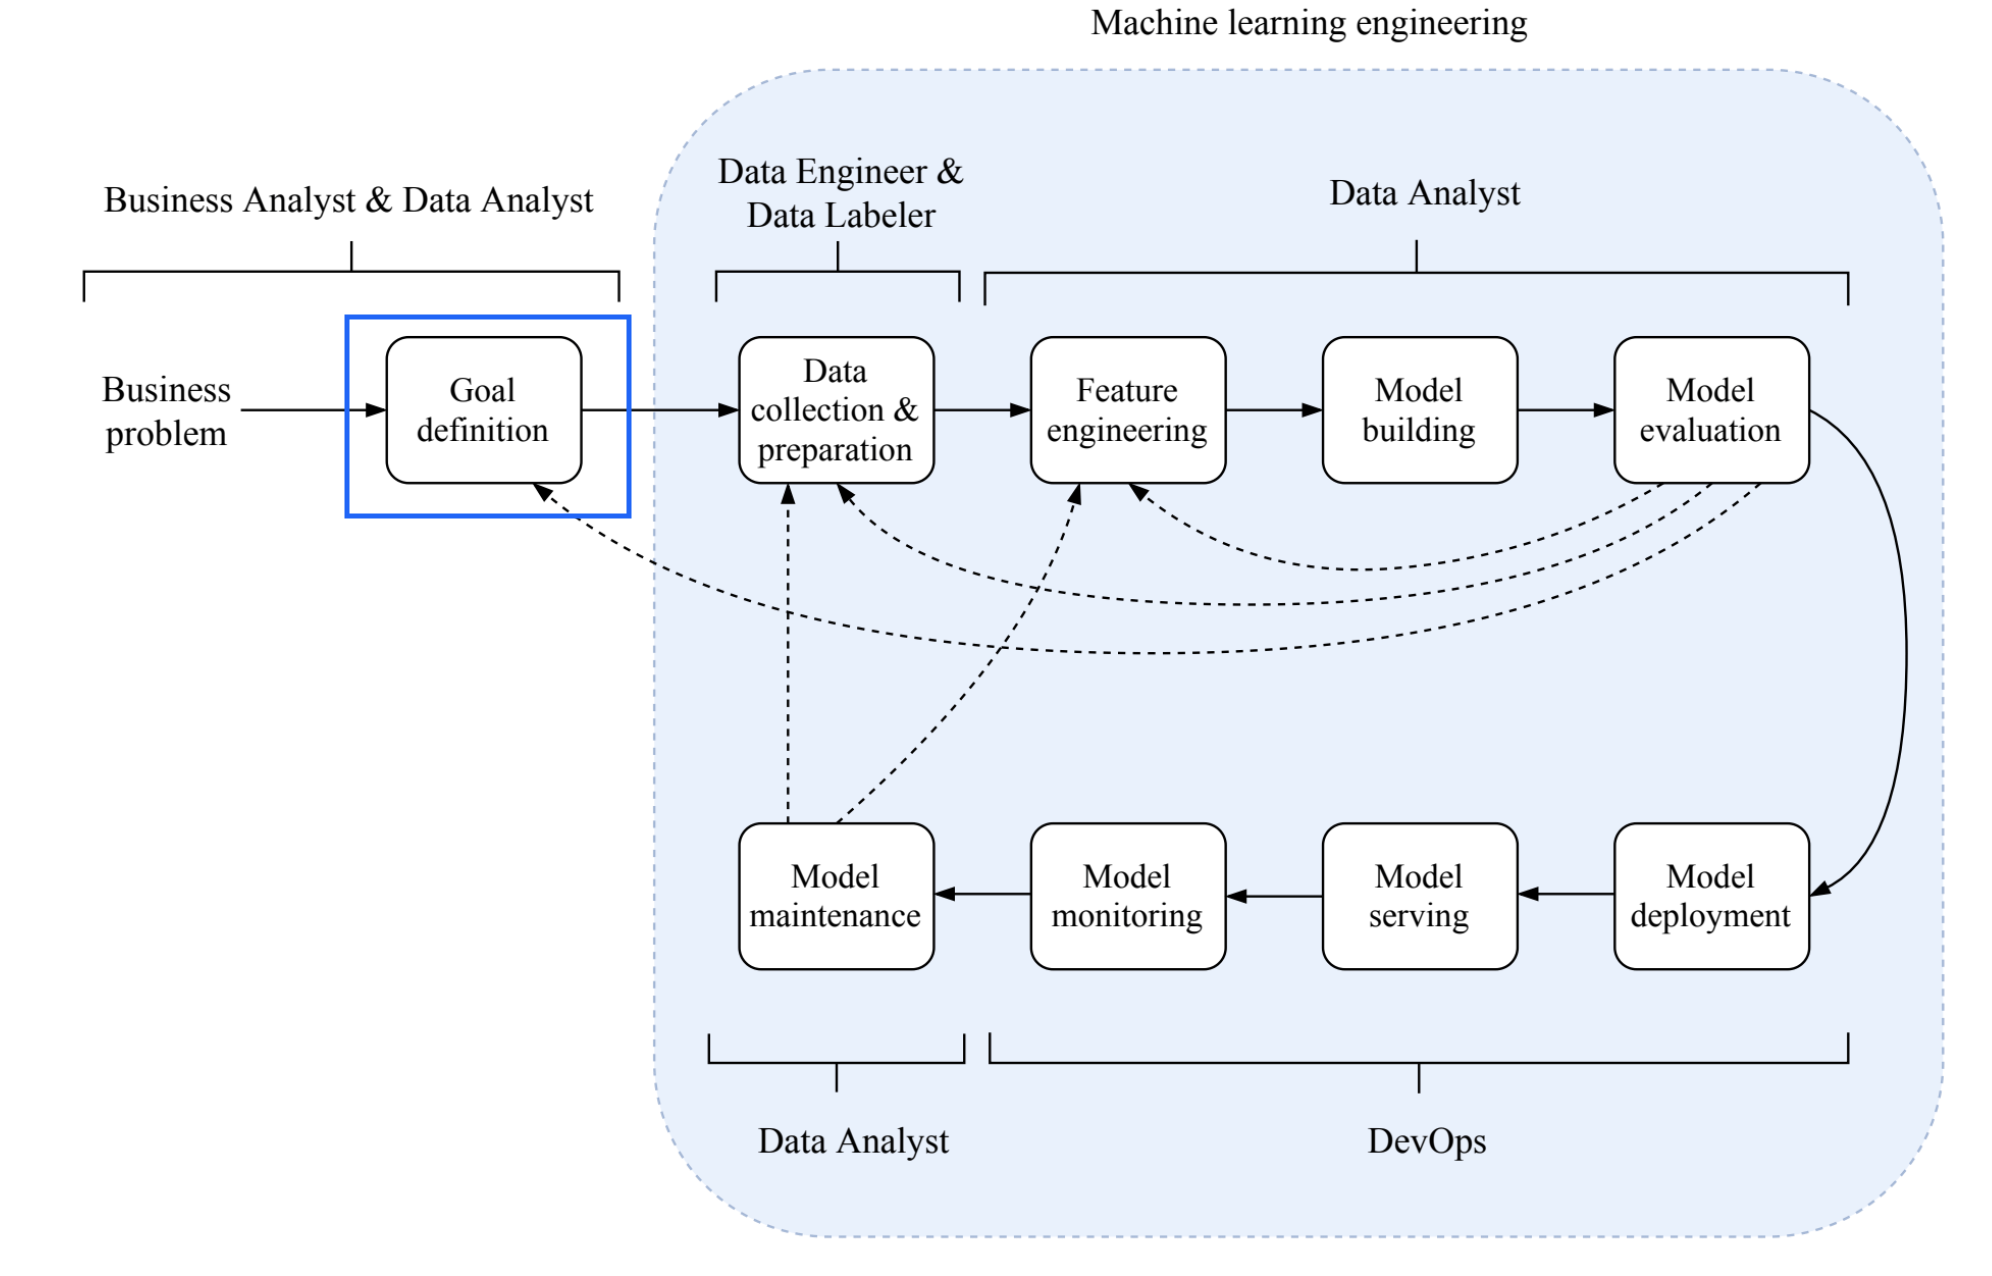 Machine learning engineering
Business Analyst & Data Analyst
Data Engineer &
Data Labeler
Data Analyst
Business
problem
Goal
definition
Data
collection &
preparation
Feature
engineering
Model
building
Model
evaluation
Model
maintenance
Model
monitoring
Model
serving
Model
deployment
Data Analyst
DevOps